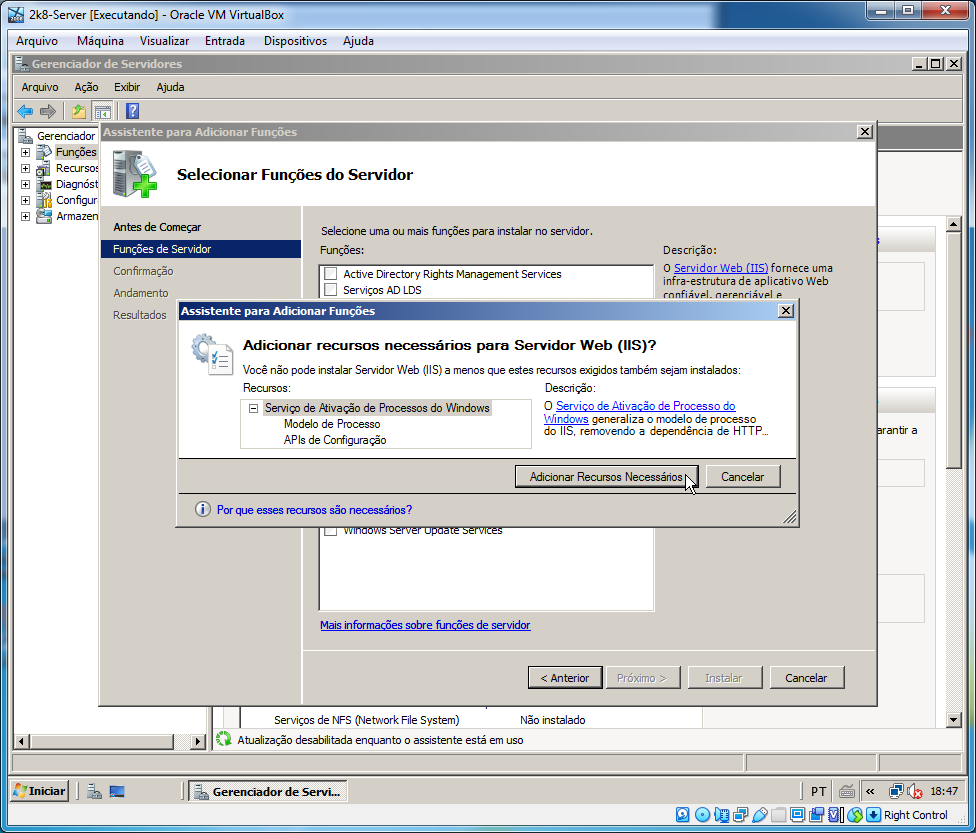 2k8-Server [Executando] - Oracle VM VirtualBox
Arquivo Máquina Visualizar Entrada Dispositivos Ajuda
Gerenciador de Servidores
Arquivo Ação Exibir Ajuda
Gerenciador
Funções
Recursos
Diagnóst
Configur
Armazen
Assistente para Adicionar Funções
Selecionar Funções do Servidor
Antes de Começar
Funções de Servidor
Confirmação
Andamento
Resultados
Selecione uma ou mais funções para instalar no servidor.
Funções:
Active Directory Rights Management Services
Serviços AD LDS
Descrição:
O Servidor Web (IIS) fornece uma
infra-estrutura de aplicativo Web
confiável, gerenciável e
Assistente para Adicionar Funções
Adicionar recursos necessários para Servidor Web (IIS)?
Você não pode instalar Servidor Web (IIS) a menos que estes recursos exigidos também sejam instalados:
Recursos:
Serviço de Ativação de Processos do Windows
Modelo de Processo
APIs de Configuração
Descrição:
O Serviço de Ativação de Processo do
Windows generaliza o modelo de processo
do IIS, removendo a dependência de HTTP...
arantir a
Adicionar Recursos Necessários Cancelar
Por que esses recursos são necessários?
Windows Server Update Services
Mais informações sobre funções de servidor
< Anterior Próximo > Instalar Cancelar
Serviços de NFS (Network File System) Não instalado
Atualização desabilitada enquanto o assistente está em uso
Iniciar Gerenciador de Servi... PT « 18:47
Right Control